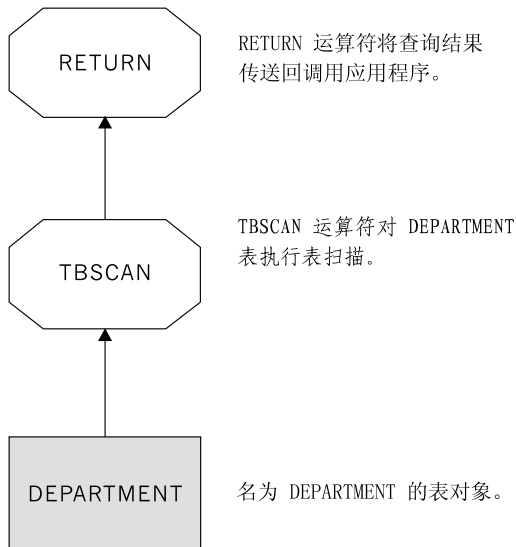 RETURN
RETURN 运算符将查询结果
传送回调用应用程序。
TBSCAN
TBSCAN 运算符对 DEPARTMENT
表执行表扫描。
DEPARTMENT
名为 DEPARTMENT 的表对象。